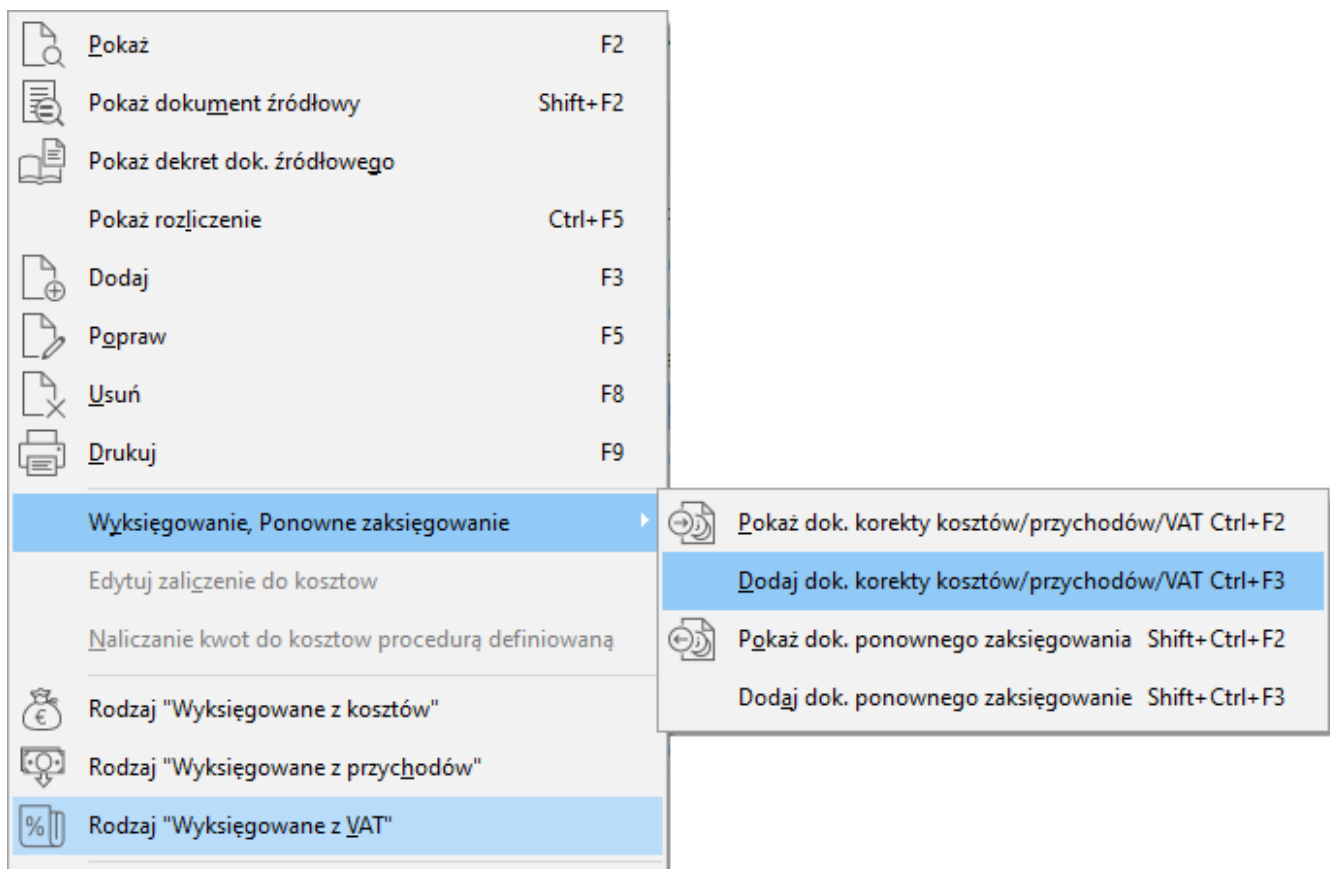 Pokaż F2
Pokaż dokument źródłowy Shift+F2
Pokaż dekret dok. źródłowego
Pokaż rozliczenie Ctrl+F5
Dodaj F3
Popraw F5
Usuń F8
Drukuj F9
Wyksięgowanie, Ponowne zaksięgowanie
Edytuj zaliczenie do kosztow
Naliczanie kwot do kosztow procedurą definiowaną
Rodzaj "Wyksięgowane z kosztów"
Rodzaj "Wyksięgowane z przychodów"
Rodzaj "Wyksięgowane z VAT"
Pokaż dok. korekty kosztów/przychodów/VAT Ctrl+F2
Dodaj dok. korekty kosztów/przychodów/VAT Ctrl+F3
Pokaż dok. ponownego zaksięgowania Shift+Ctrl+F2
Dodaj dok. ponownego zaksięgowanie Shift+Ctrl+F3